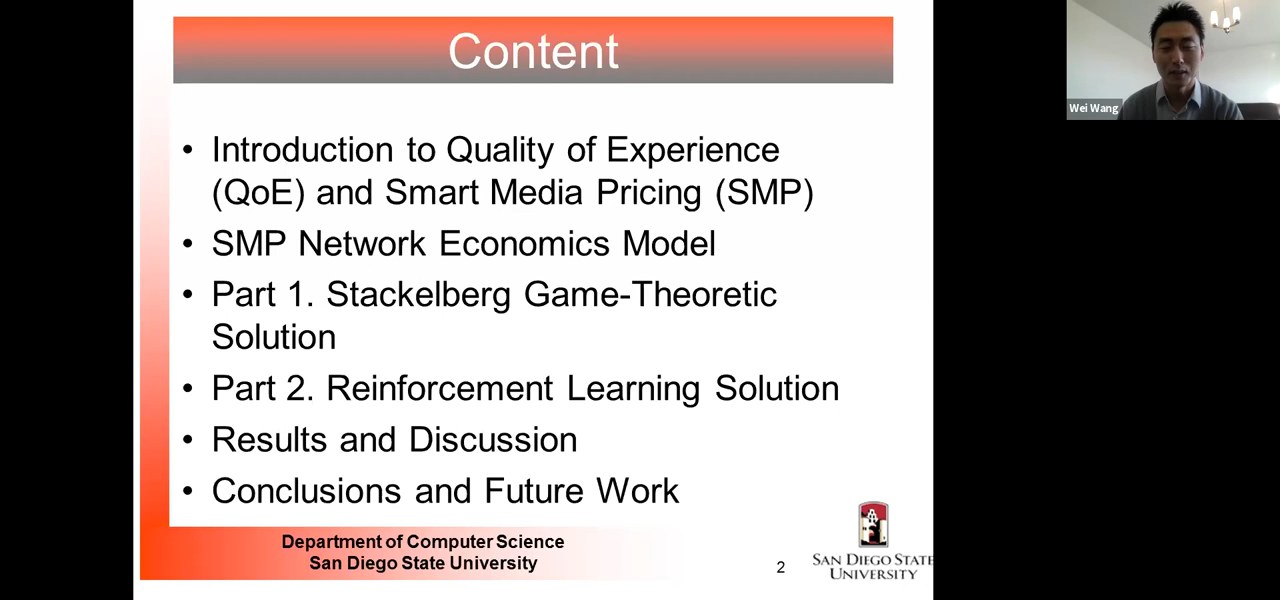 Content
• Introduction to Quality of Experience
(QoE) and Smart Media Pricing (SMP)
• SMP Network Economics Model
• Part 1. Stackelberg Game-Theoretic
Solution
• Part 2. Reinforcement Learning Solution
• Results and Discussion
• Conclusions and Future Work
Department of Computer Science
San Diego State University
2
SAN DIEGO STATE
UNIVERSITY
Wei Wang